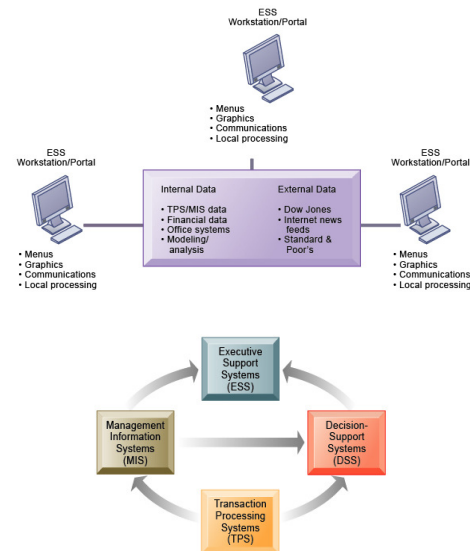 ESS
Workstation/Portal
• Menus
• Graphics
• Communications
• Local processing
ESS
Workstation/Portal
• Menus
• Graphics
• Communications
• Local processing
Internal Data
• TPS/MIS data
• Financial data
• Office systems
• Modeling/
analysis
External Data
• Dow Jones
• Internet news
feeds
• Standard &
Poor's
ESS
Workstation/Portal
• Menus
• Graphics
• Communications
• Local processing
Executive
Support
Systems
(ESS)
Management
Information
Systems
(MIS)
Decision-
Support
Systems
(DSS)
Transaction
Processing
Systems
(TPS)